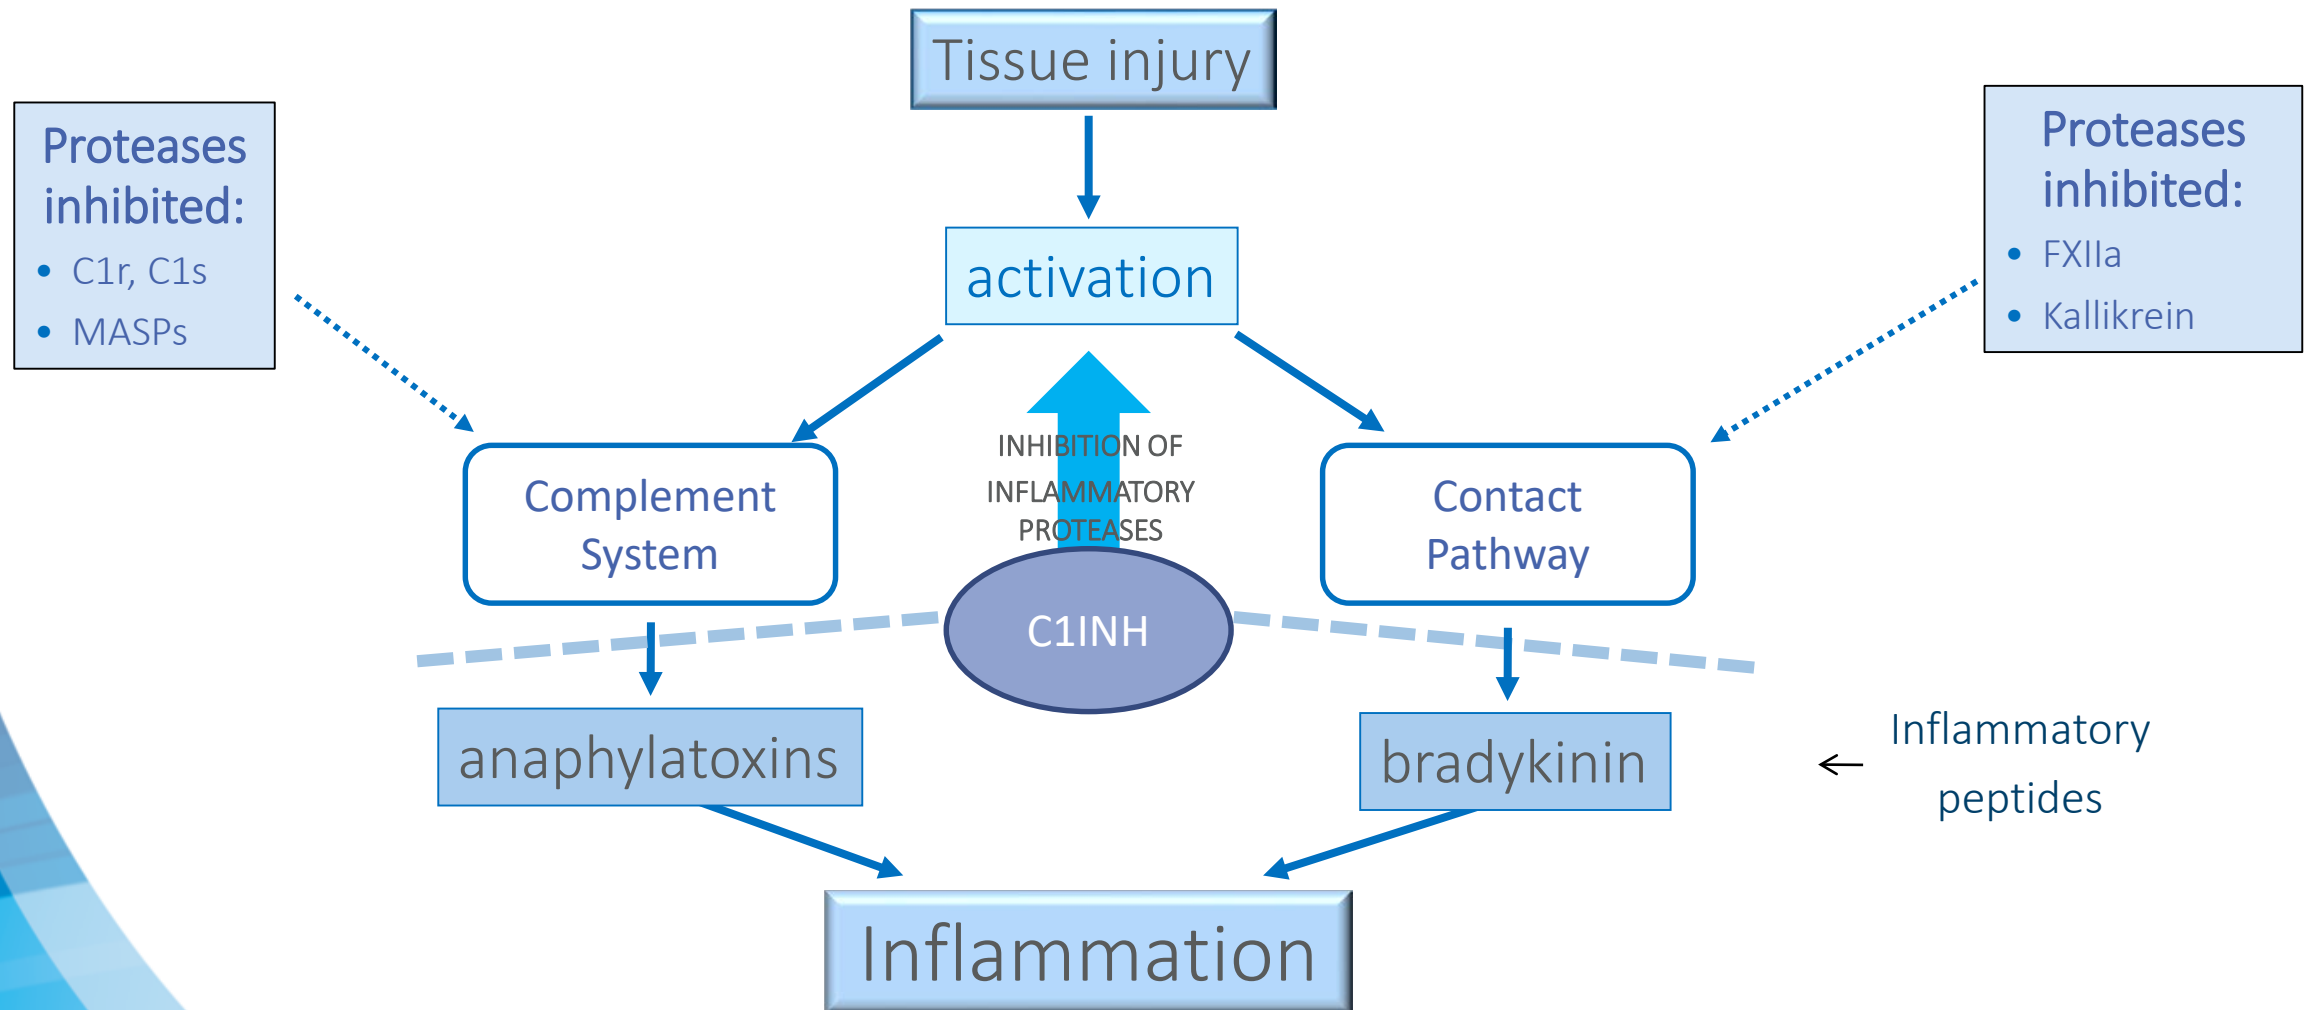 Tissue injury
Proteases
inhibited:
• C1r, C1s
• MASPs
Proteases
inhibited:
• FXIIa
• Kallikrein
activation
INHIBITION OF
INFLAMMATORY
PROTEASES
Complement
System
Contact
Pathway
C1INH
anaphylatoxins
bradykinin
Inflammatory
peptides
Inflammation